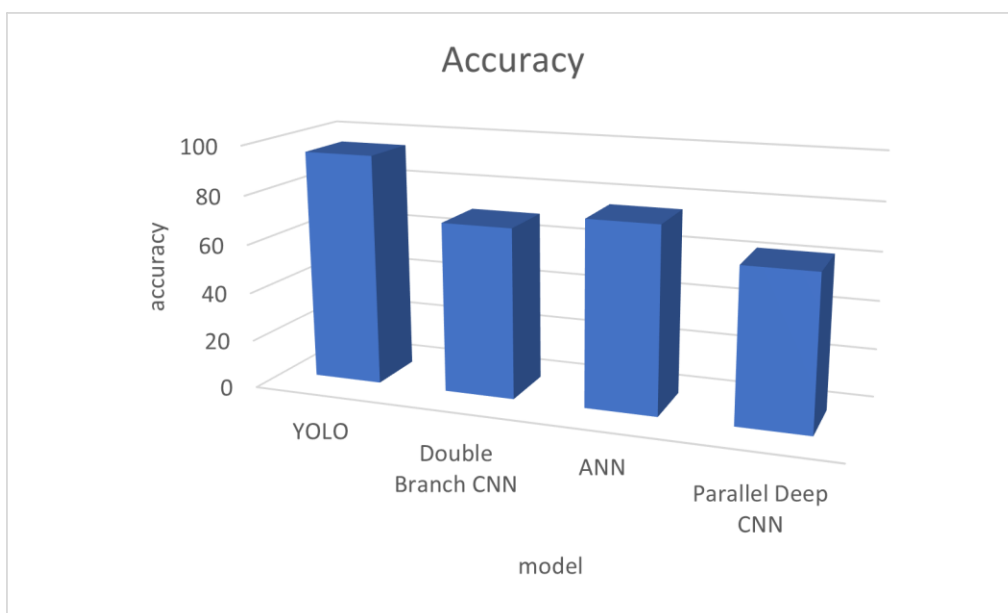 Accuracy
100
80
60
40
20
0
accuracy
YOLO
Double
Branch CNN
ANN
Parallel Deep
CNN
model